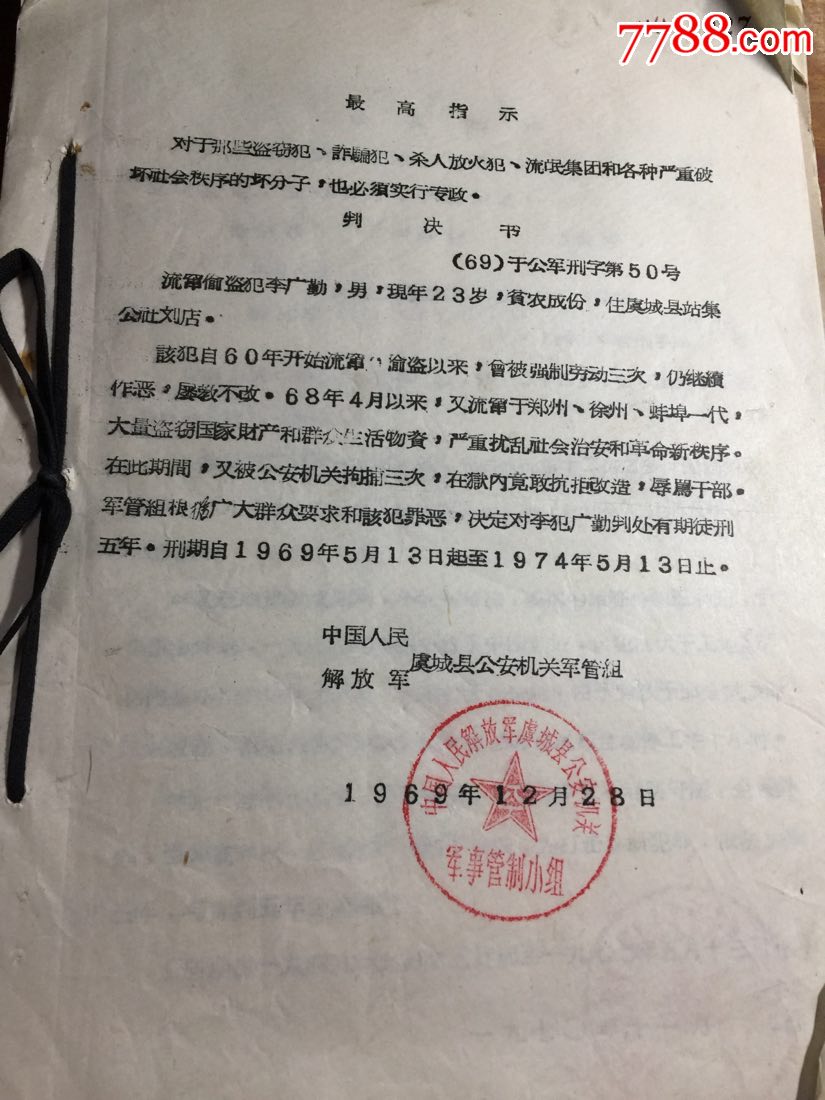 7788.com
最高指示
对于那些盗窃犯、詐騙犯、杀人放火犯、流氓集团和各种严重破
坏社会秩序的坏分子，也必須实行专政。
判决书
(69)于公军刑字第50号
流窜偷盗犯李广勤，男，现年23岁，貧农成份，住虞城县站集
公社刘店。
該犯自60年开始流窜偷盗以来，曾被强制劳动三次，仍继續
作恶，屡教不改。68年4月以来，又流窜于郑州、徐州、蚌埠一代，
大量盗窃国家財产和群众生活物資，严重扰乱社会治安和革命新秩序。
在此期間，又被公安机关拘捕三次，在獄内竟敢抗拒改造，辱駡干部。
军管組根据广大群众要求和該犯罪恶，决定对李犯广勤判处有期徒刑
五年。刑期自1969年5月13日起至1974年5月13日止。
中国人民
解放军
虞城县公安机关军管組
1969年12月28日
中国人民解放军虞城县公安机关
军事管制小组